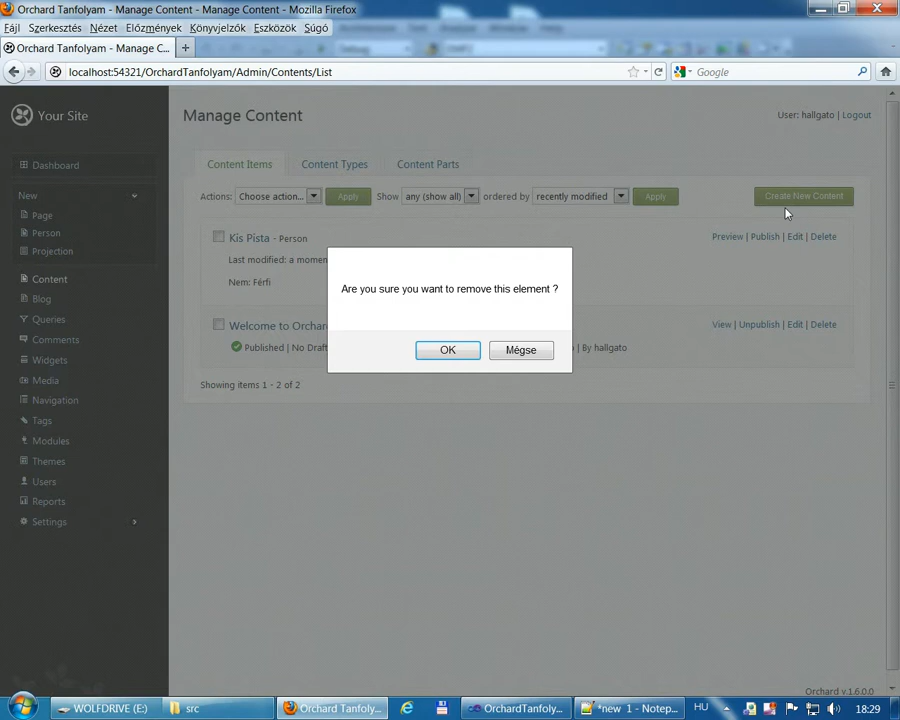 Orchard Tanfolyam - Manage Content - Manage Content - Mozilla Firefox
Fájl Szerkesztés Nézet Előzmények Könyvjelzők Eszközök Súgó
Orchard Tanfolyam - Manage C...
localhost:54321/OrchardTanfolyam/Admin/Contents/List
Google
Your Site
Manage Content
User: hallgato | Logout
Dashboard
New
Page
Person
Projection
Content
Blog
Queries
Comments
Widgets
Media
Navigation
Tags
Modules
Themes
Users
Reports
Settings
Content Items Content Types Content Parts
Actions: Choose action... Apply Show any (show all) ordered by recently modified Apply Create New Content
Kis Pista - Person Preview | Publish | Edit | Delete
Last modified: a momen
Nem: Férfi
Welcome to Orchar View | Unpublish | Edit | Delete
Published | No Draft | By hallgato
Showing items 1 - 2 of 2
Are you sure you want to remove this element ?
OK Mégse
Orchard v.1.6.0.0
WOLFDRIVE (E:) src Orchard Tanfoly... OrchardTanfoly... *new 1 - Notep... HU 18:29